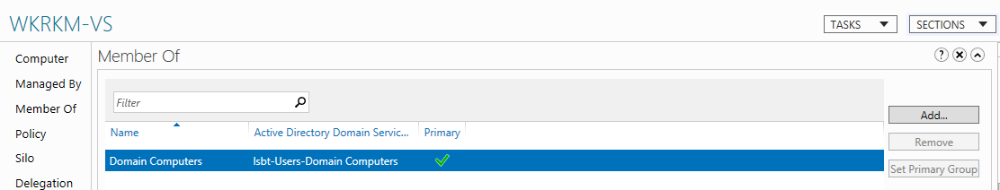 WKRKM-VS
TASKS
SECTIONS
Computer
Managed By
Member Of
Policy
Silo
Delegation
Member Of
?
Filter
Name Active Directory Domain Servic... Primary
Domain Computers lsbt-Users-Domain Computers
Add...
Remove
Set Primary Group